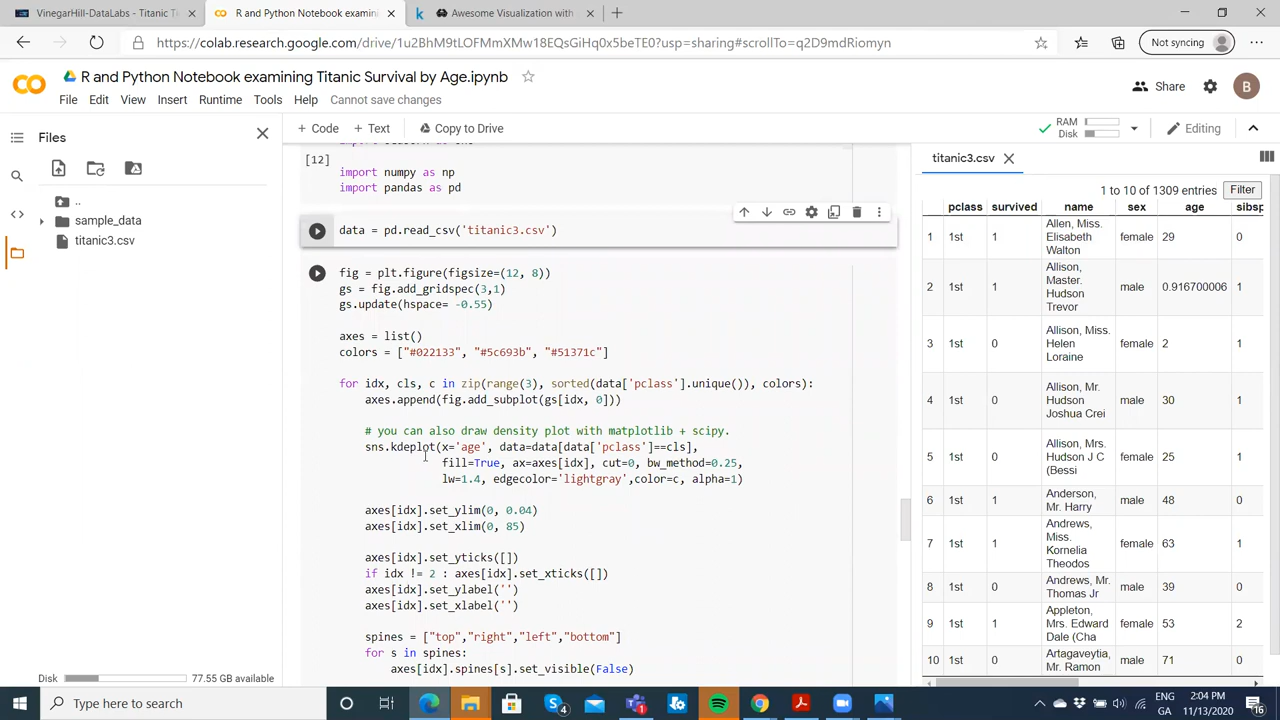 VinegarHill-DataLabs - Titanic T
R and Python Notebook examining
Awesome Visualization with
https://colab.research.google.com/drive/1u2BhM9tLOFMmXMw18EQsGiHq0x5beTE0?usp=sharing#scrollTo=q2D9mdRiomyn
Not syncing
R and Python Notebook examining Titanic Survival by Age.ipynb
File Edit View Insert Runtime Tools Help Cannot save changes
Share
B
Files
+ Code + Text Copy to Drive
RAM
Disk
Editing
..
sample_data
titanic3.csv
Disk 77.55 GB available
[12]
import numpy as np
import pandas as pd
data = pd.read_csv('titanic3.csv')
fig = plt.figure(figsize=(12, 8))
gs = fig.add_gridspec(3,1)
gs.update(hspace= -0.55)
axes = list()
colors = ["#022133", "#5c693b", "#51371c"]
for idx, cls, c in zip(range(3), sorted(data['pclass'].unique()), colors):
axes.append(fig.add_subplot(gs[idx, 0]))
# you can also draw density plot with matplotlib + scipy.
sns.kdeplot(x='age', data=data[data['pclass']==cls],
fill=True, ax=axes[idx], cut=0, bw_method=0.25,
lw=1.4, edgecolor='lightgray',color=c, alpha=1)
axes[idx].set_ylim(0, 0.04)
axes[idx].set_xlim(0, 85)
axes[idx].set_yticks([])
if idx != 2 : axes[idx].set_xticks([])
axes[idx].set_ylabel('')
axes[idx].set_xlabel('')
spines = ["top","right","left","bottom"]
for s in spines:
axes[idx].spines[s].set_visible(False)
titanic3.csv
1 to 10 of 1309 entries Filter
pclass survived name sex age sibsp
1 1st 1 Allen, Miss. Elisabeth Walton female 29 0
2 1st 1 Allison, Master. Hudson Trevor male 0.916700006 1
3 1st 0 Allison, Miss. Helen Loraine female 2 1
4 1st 0 Allison, Mr. Hudson Joshua Crei male 30 1
5 1st 0 Allison, Mrs. Hudson J C (Bessi female 25 1
6 1st 1 Anderson, Mr. Harry male 48 0
7 1st 1 Andrews, Miss. Kornelia Theodos female 63 1
8 1st 0 Andrews, Mr. Thomas Jr male 39 0
9 1st 1 Appleton, Mrs. Edward Dale (Cha female 53 2
10 1st 0 Artagaveytia, Mr. Ramon male 71 0
Type here to search
ENG
GA
2:04 PM
11/13/2020